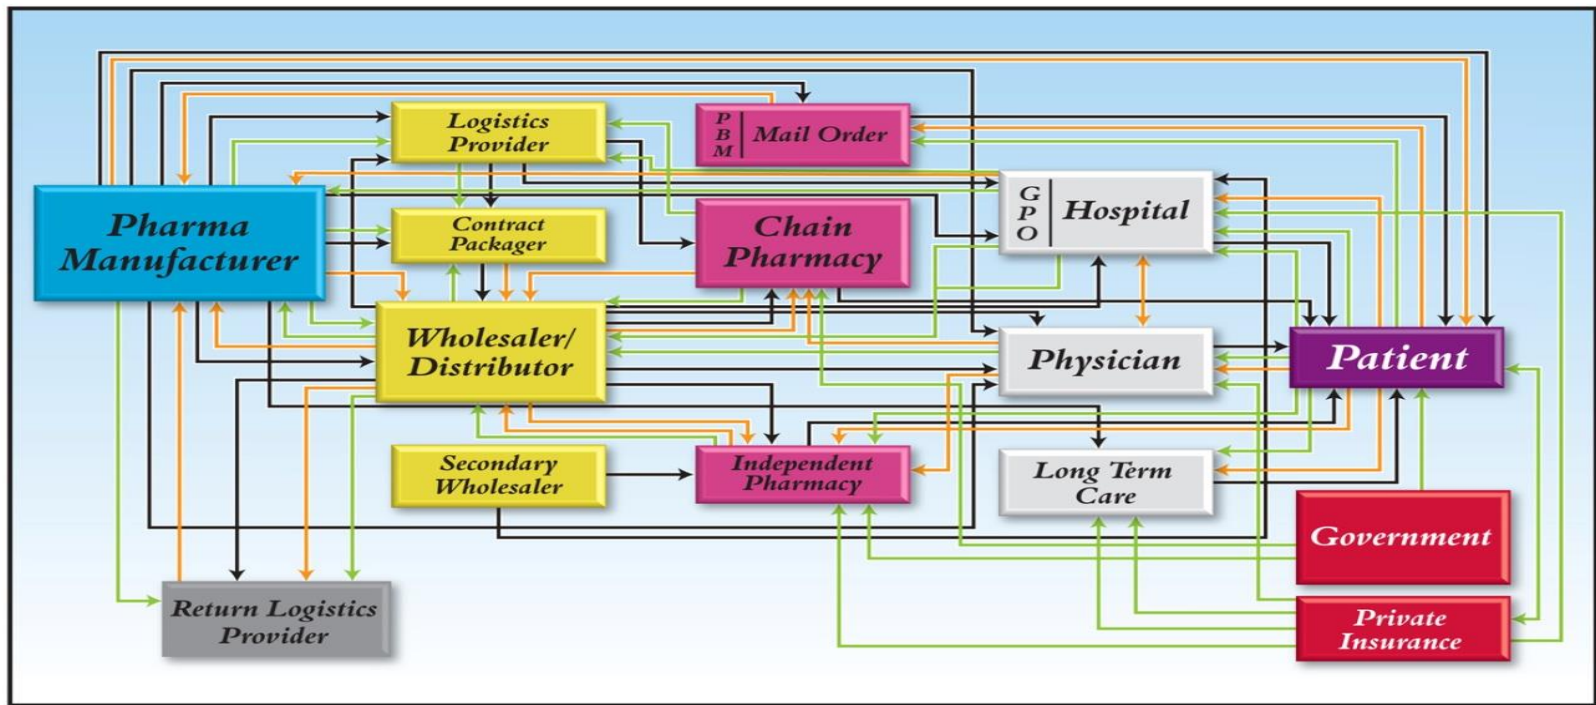 Logistics
Provider
P
B
M
Mail Order
Pharma
Manufacturer
Contract
Packager
Chain
Pharmacy
G
P
O
Hospital
Wholesaler/
Distributor
Physician
Patient
Secondary
Wholesaler
Independent
Pharmacy
Long Term
Care
Government
Return Logistics
Provider
Private
Insurance